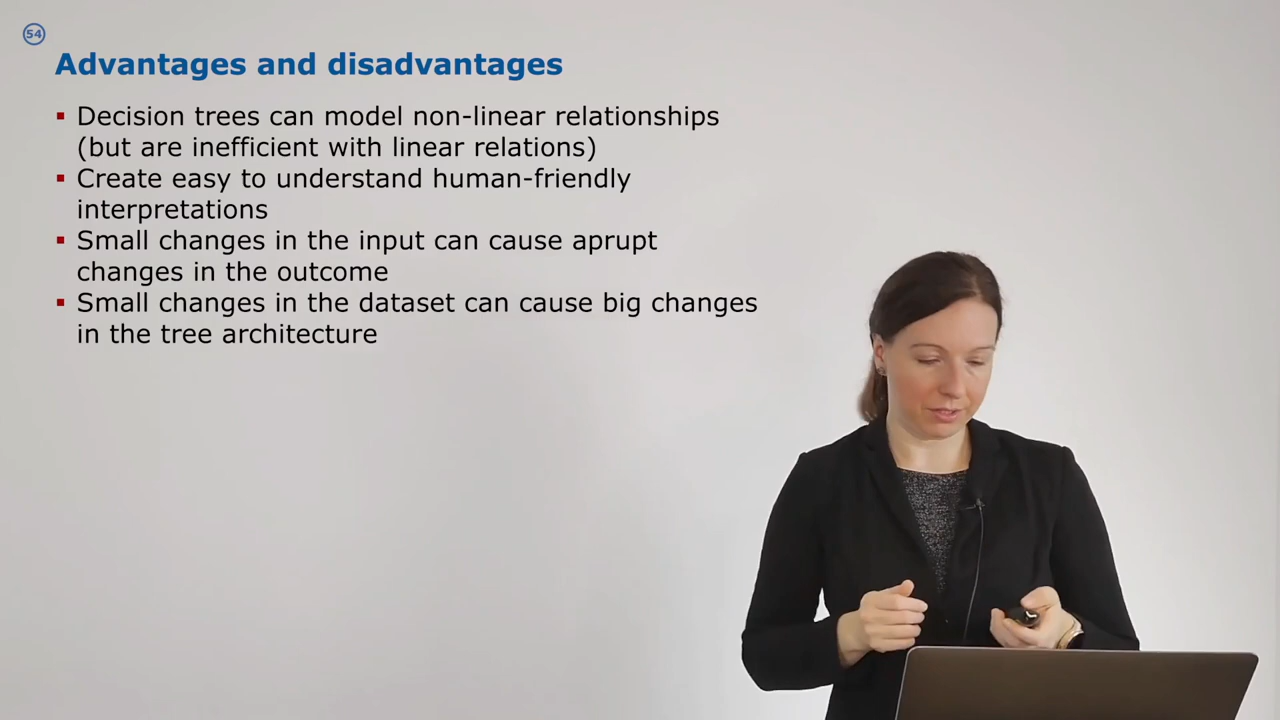 54
Advantages and disadvantages
▪ Decision trees can model non-linear relationships
(but are inefficient with linear relations)
▪ Create easy to understand human-friendly
interpretations
▪ Small changes in the input can cause aprupt
changes in the outcome
▪ Small changes in the dataset can cause big changes
in the tree architecture